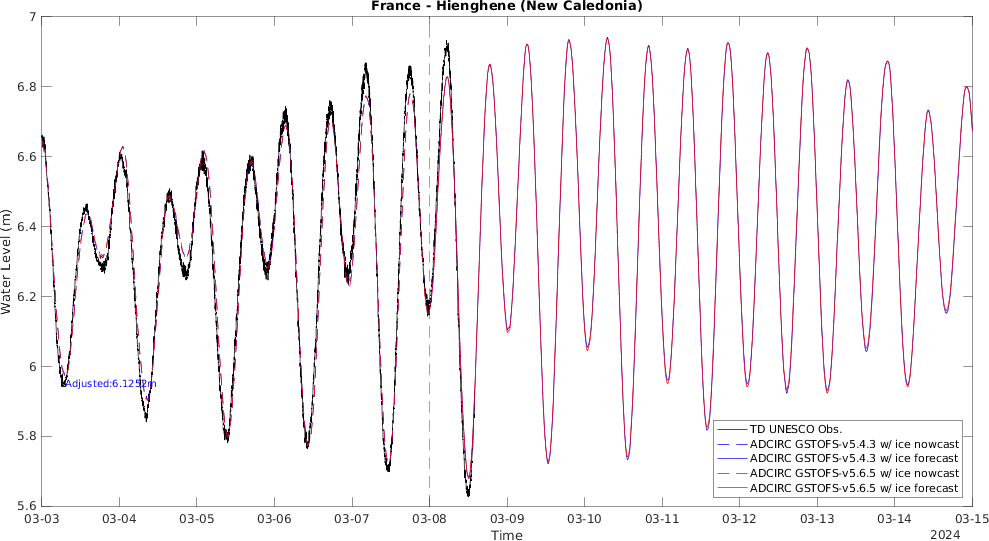 France - Hienghene (New Caledonia)
7
6.8
6.6
6.4
6.2
6
5.8
5.6
Water Level (m)
Adjusted:6.1252m
TD UNESCO Obs.
ADCIRC GSTOFS-v5.4.3 w/ ice nowcast
ADCIRC GSTOFS-v5.4.3 w/ ice forecast
ADCIRC GSTOFS-v5.6.5 w/ ice nowcast
ADCIRC GSTOFS-v5.6.5 w/ ice forecast
03-03 03-04 03-05 03-06 03-07 03-08 03-09 03-10 03-11 03-12 03-13 03-14 03-15
Time
2024